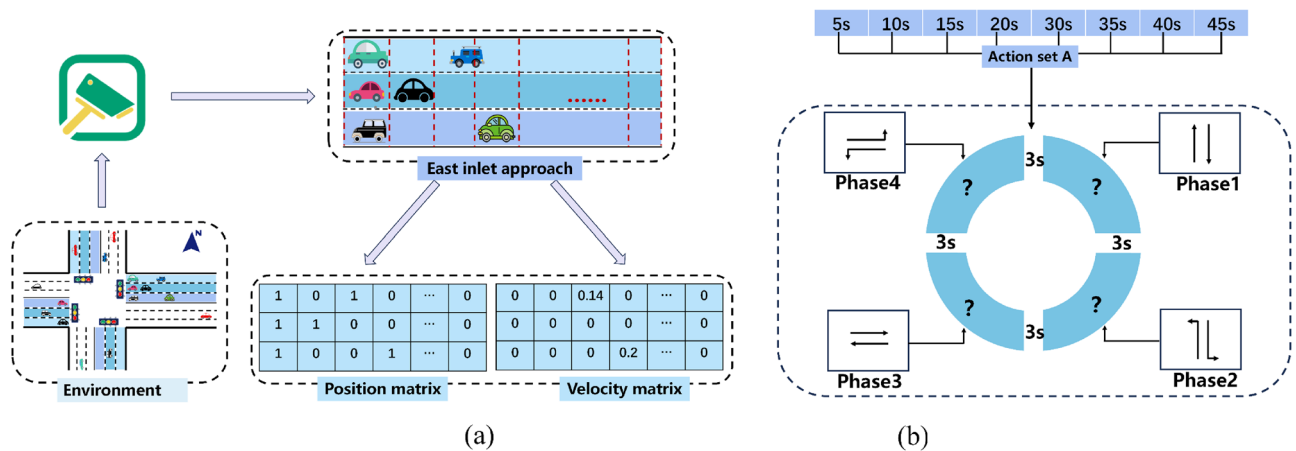 5s 10s 15s 20s 30s 35s 40s 45s
Action set A
East inlet approach
N
Environment
1 0 1 0 ... 0
1 1 0 0 ... 0
1 0 0 1 ... 0
Position matrix
0 0 0.14 0 ... 0
0 0 0 0 ... 0
0 0 0 0.2 ... 0
Velocity matrix
......
(a)
Phase4
3s
Phase1
? ?
3s 3s
? ?
Phase3
3s
Phase2
(b)